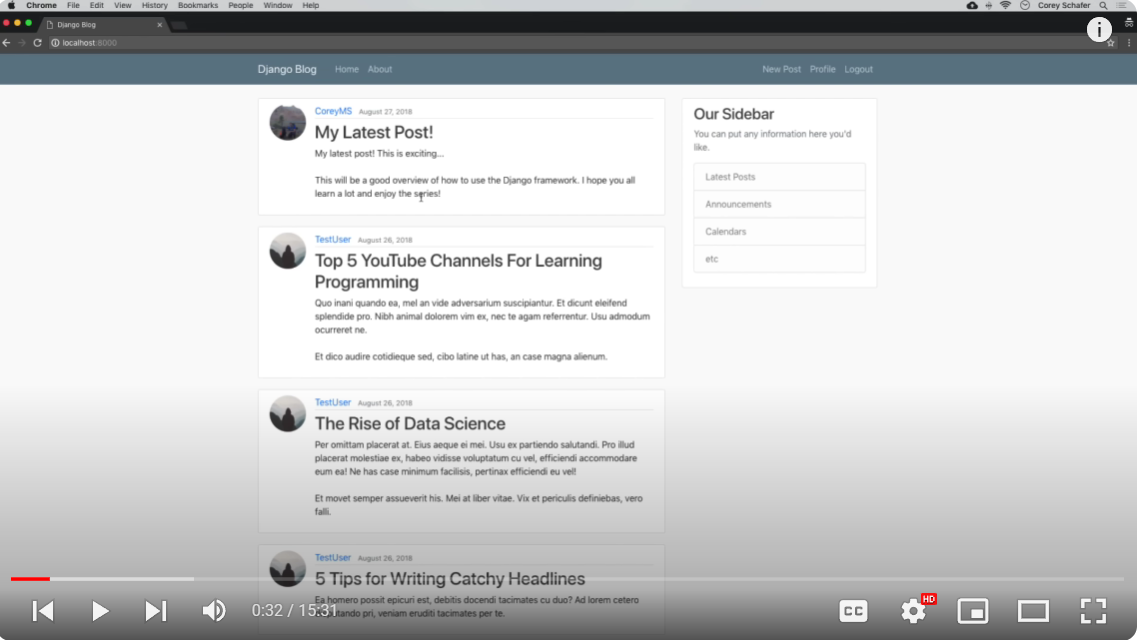 Chrome File Edit View History Bookmarks People Window Help Corey Schafer
Django Blog
localhost:8000
Django Blog Home About New Post Profile Logout
CoreyMS August 27, 2018
My Latest Post!
My latest post! This is exciting...
This will be a good overview of how to use the Django framework. I hope you all
learn a lot and enjoy the series!
TestUser August 26, 2018
Top 5 YouTube Channels For Learning
Programming
Quo inani quando ea, mel an vide adversarium suscipiantur. Et dicunt eleifend
splendide pro. Nibh animal dolorem vim ex, nec te agam referrentur. Usu admodum
ocurreret ne.
Et dico audire cotidieque sed, cibo latine ut has, an case magna alienum.
TestUser August 26, 2018
The Rise of Data Science
Per omittam placerat at. Eius aeque ei mei. Usu ex partiendo salutandi. Pro illud
placerat molestiae ex, habeo vidisse voluptatum cu vel, efficiendi accommodare
eum ea! Ne has case minimum facilisis, pertinax efficiendi eu vel!
Et movet semper assueverit his. Mei at liber vitae. Vix et periculis definiebas, vero
falli.
TestUser August 26, 2018
5 Tips for Writing Catchy Headlines
Ea homero possit epicuri est, debitis docendi tacimates cu duo? Ad lorem cetero
pri, veniam eruditi tacimates per te.
Our Sidebar
You can put any information here you'd
like.
Latest Posts
Announcements
Calendars
etc
0:32 / 15:31
CC
HD